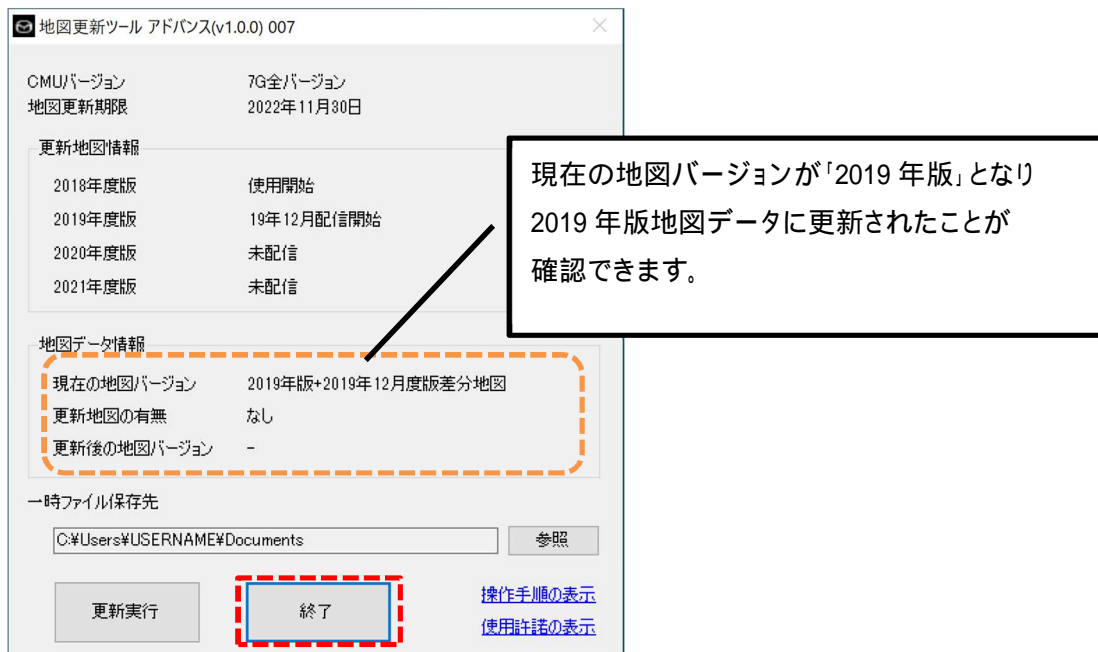 地図更新ツール アドバンス(v1.0.0) 007
CMUバージョン 7G全バージョン
地図更新期限 2022年11月30日
更新地図情報
2018年度版 使用開始
2019年度版 19年12月配信開始
2020年度版 未配信
2021年度版 未配信
現在の地図バージョンが「2019 年版」となり
2019 年版地図データに更新されたことが
確認できます。
地図データ情報
現在の地図バージョン 2019年版+2019年12月度版差分地図
更新地図の有無 なし
更新後の地図バージョン -
一時ファイル保存先
C:¥Users¥USERNAME¥Documents 参照
更新実行 終了 操作手順の表示
使用許諾の表示